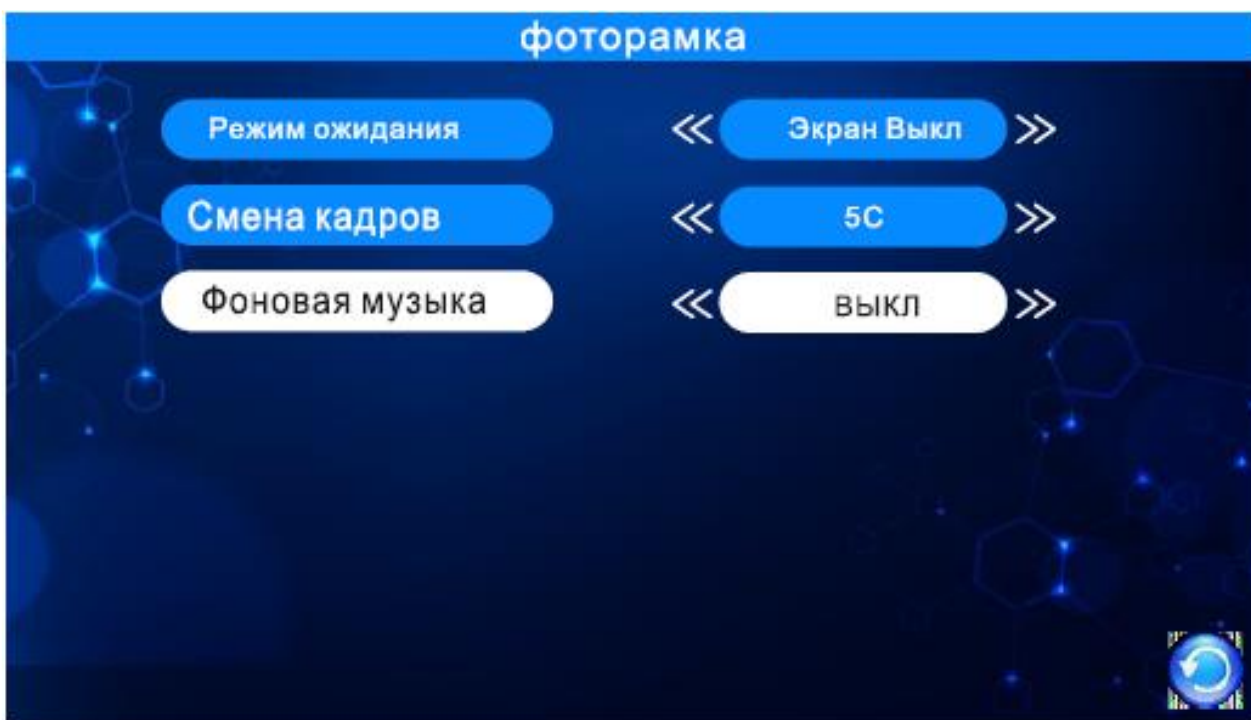 фоторамка
Режим ожидания « Экран Выкл »
Смена кадров « 5С »
Фоновая музыка « выкл »